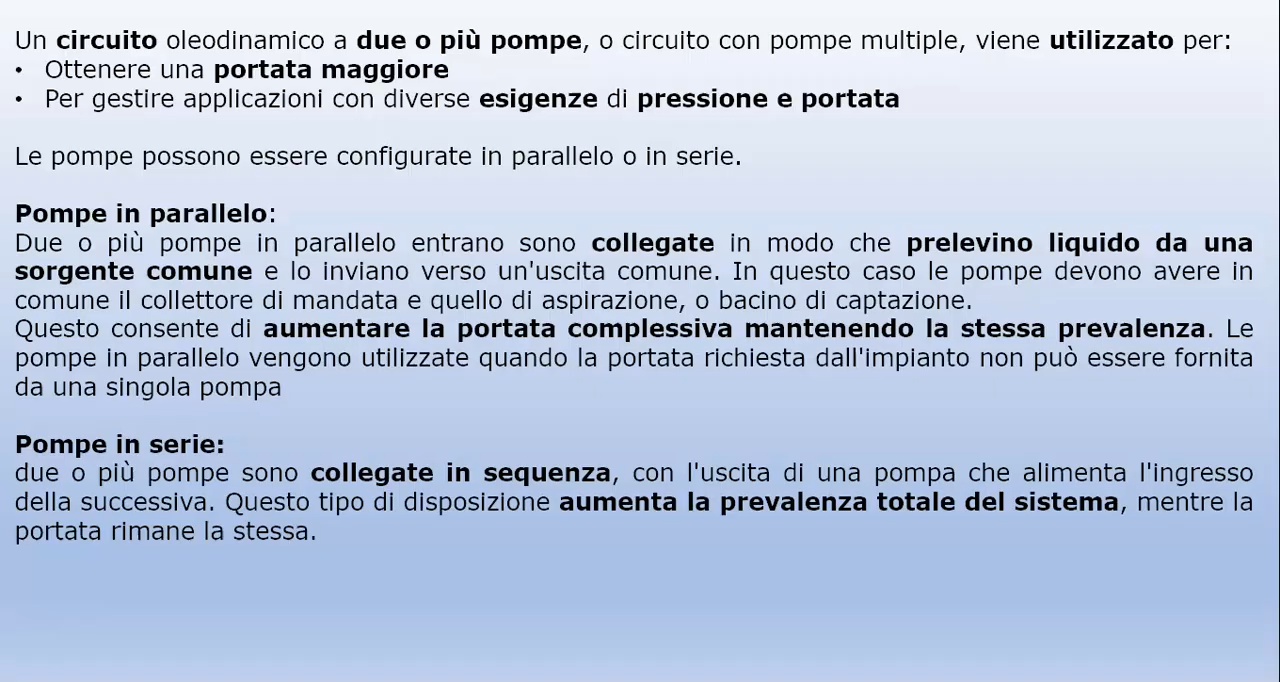 Un circuito oleodinamico a due o più pompe, o circuito con pompe multiple, viene utilizzato per:
• Ottenere una portata maggiore
• Per gestire applicazioni con diverse esigenze di pressione e portata
Le pompe possono essere configurate in parallelo o in serie.
Pompe in parallelo:
Due o più pompe in parallelo entrano sono collegate in modo che prelevino liquido da una
sorgente comune e lo inviano verso un'uscita comune. In questo caso le pompe devono avere in
comune il collettore di mandata e quello di aspirazione, o bacino di captazione.
Questo consente di aumentare la portata complessiva mantenendo la stessa prevalenza. Le
pompe in parallelo vengono utilizzate quando la portata richiesta dall'impianto non può essere fornita
da una singola pompa
Pompe in serie:
due o più pompe sono collegate in sequenza, con l'uscita di una pompa che alimenta l'ingresso
della successiva. Questo tipo di disposizione aumenta la prevalenza totale del sistema, mentre la
portata rimane la stessa.